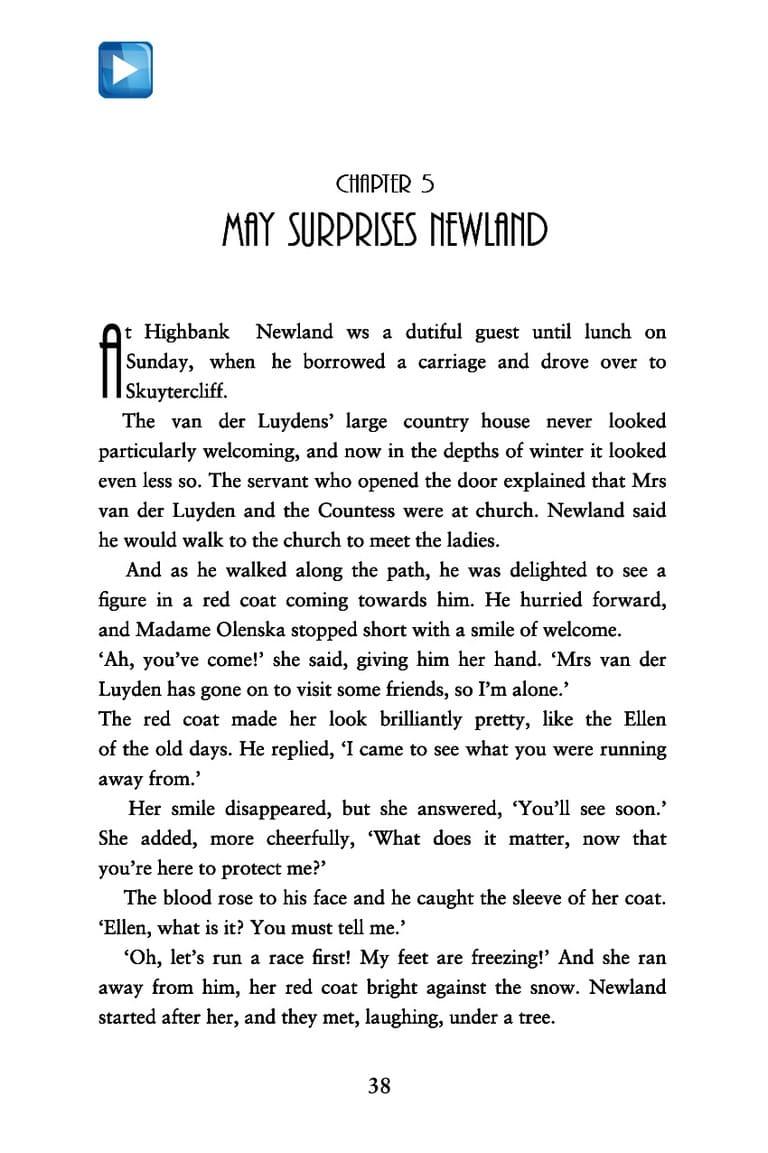 CHAPTER 5
MAY SURPRISES NEWLAND
At Highbank Newland ws a dutiful guest until lunch on
Sunday, when he borrowed a carriage and drove over to
Skuytercliff.
The van der Luydens’ large country house never looked
particularly welcoming, and now in the depths of winter it looked
even less so. The servant who opened the door explained that Mrs
van der Luyden and the Countess were at church. Newland said
he would walk to the church to meet the ladies.
And as he walked along the path, he was delighted to see a
figure in a red coat coming towards him. He hurried forward,
and Madame Olenska stopped short with a smile of welcome.
‘Ah, you’ve come!’ she said, giving him her hand. ‘Mrs van der
Luyden has gone on to visit some friends, so I’m alone.’
The red coat made her look brilliantly pretty, like the Ellen
of the old days. He replied, ‘I came to see what you were running
away from.’
Her smile disappeared, but she answered, ‘You’ll see soon.’
She added, more cheerfully, ‘What does it matter, now that
you’re here to protect me?’
The blood rose to his face and he caught the sleeve of her coat.
‘Ellen, what is it? You must tell me.’
‘Oh, let’s run a race first! My feet are freezing!’ And she ran
away from him, her red coat bright against the snow. Newland
started after her, and they met, laughing, under a tree.
38